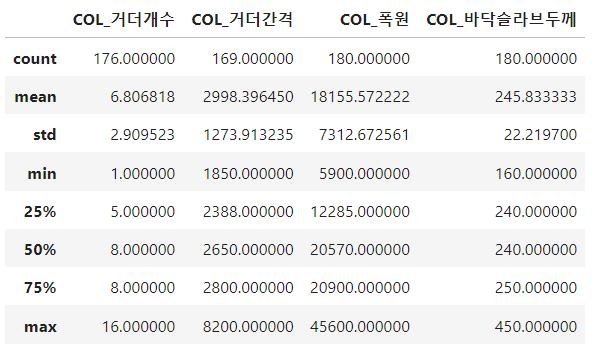 COL_거더개수 COL_거더간격 COL_폭원 COL_바닥슬라브두께
count 176.000000 169.000000 180.000000 180.000000
mean 6.806818 2998.396450 18155.572222 245.833333
std 2.909523 1273.913235 7312.672561 22.219700
min 1.000000 1850.000000 5900.000000 160.000000
25% 5.000000 2388.000000 12285.000000 240.000000
50% 8.000000 2650.000000 20570.000000 240.000000
75% 8.000000 2800.000000 20900.000000 250.000000
max 16.000000 8200.000000 45600.000000 450.000000